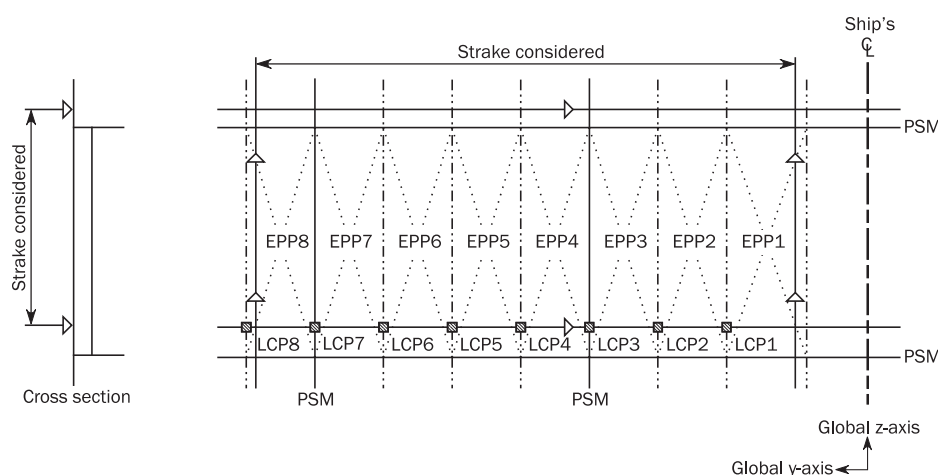 Ship's
℄
Strake considered
PSM
Strake considered
EPP8 EPP7 EPP6 EPP5 EPP4 EPP3 EPP2 EPP1
LCP8 LCP7 LCP6 LCP5 LCP4 LCP3 LCP2 LCP1
PSM
Cross section
PSM
PSM
Global z-axis
Global y-axis